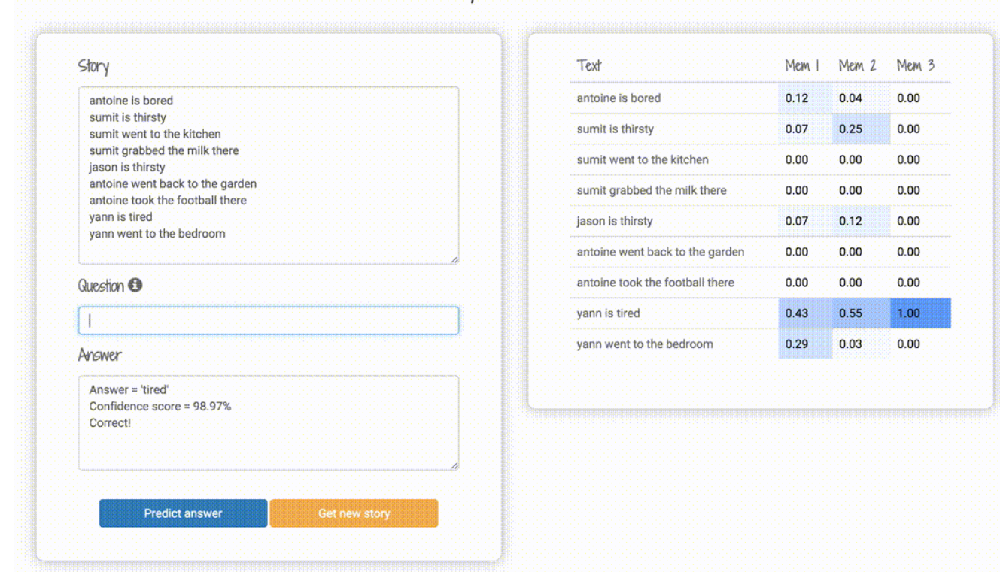 Story
antoine is bored
sumit is thirsty
sumit went to the kitchen
sumit grabbed the milk there
jason is thirsty
antoine went back to the garden
antoine took the football there
yann is tired
yann went to the bedroom
Question
Answer
Answer = 'tired'
Confidence score = 98.97%
Correct!
Predict answer Get new story
Text Mem 1 Mem 2 Mem 3
antoine is bored 0.12 0.04 0.00
sumit is thirsty 0.07 0.25 0.00
sumit went to the kitchen 0.00 0.00 0.00
sumit grabbed the milk there 0.00 0.00 0.00
jason is thirsty 0.07 0.12 0.00
antoine went back to the garden 0.00 0.00 0.00
antoine took the football there 0.00 0.00 0.00
yann is tired 0.43 0.55 1.00
yann went to the bedroom 0.29 0.03 0.00